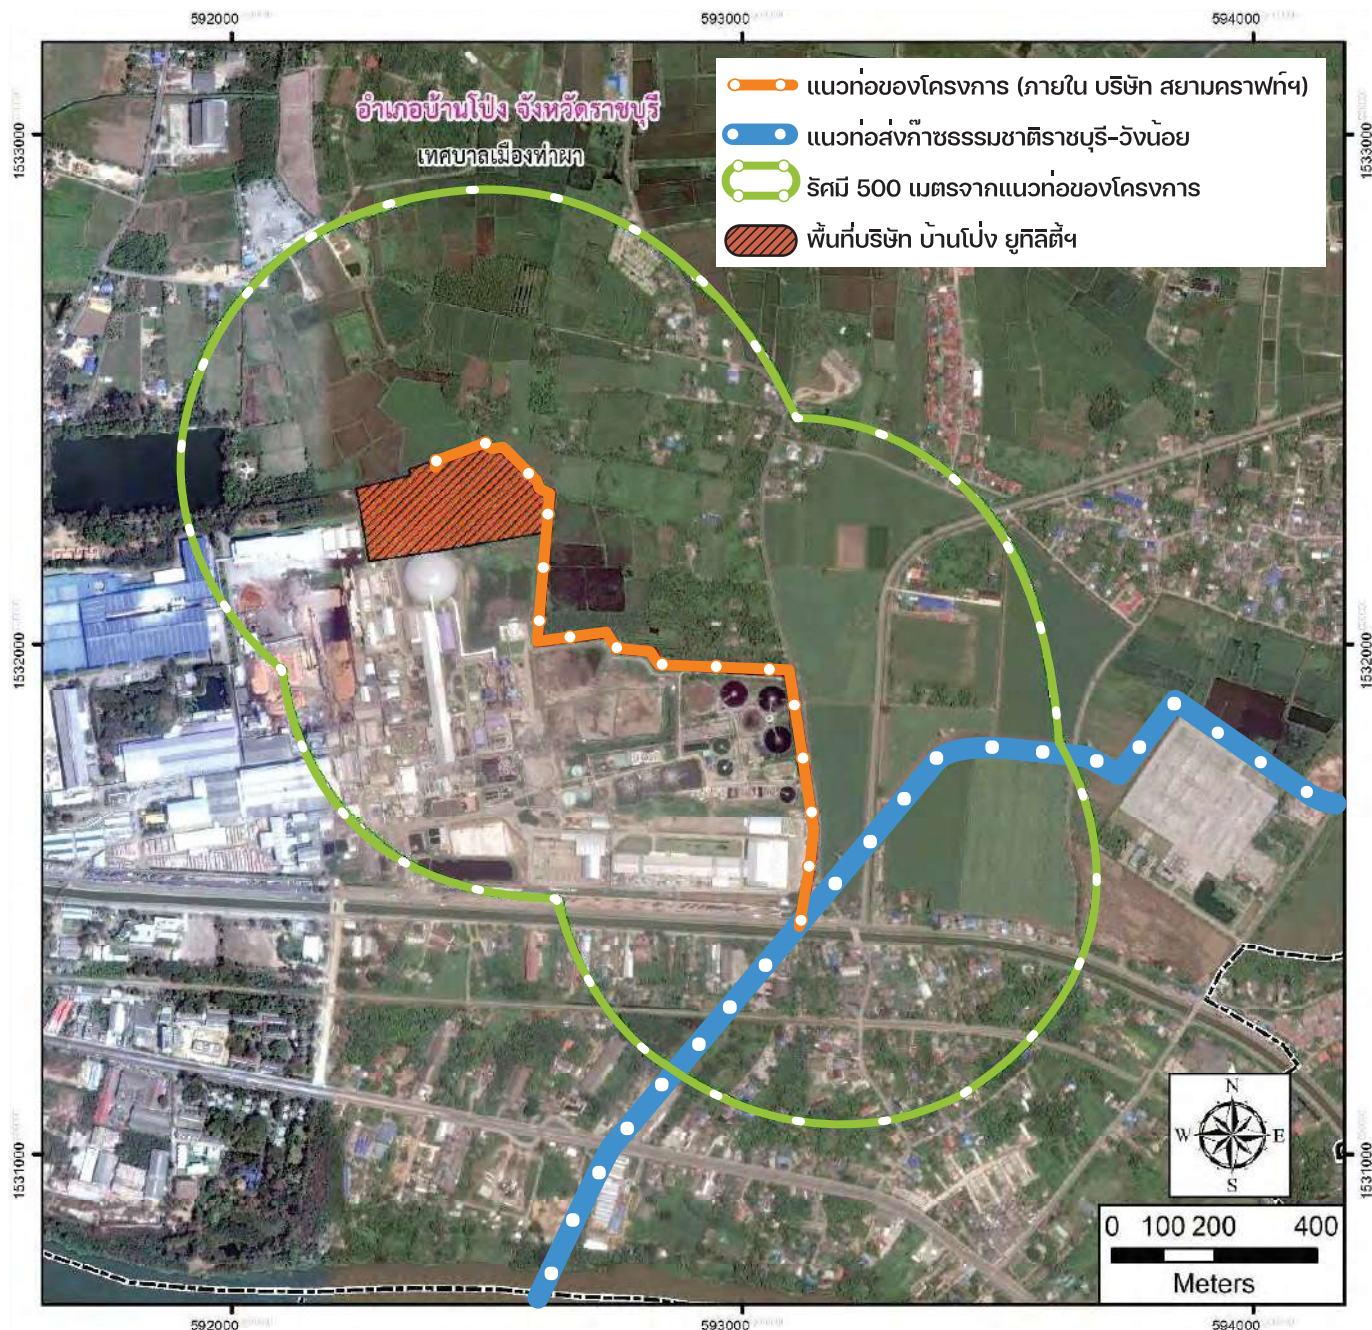 592000
593000
594000
แนวท่อของโครงการ (ภายใน บริษัท สยามคราฟท์ฯ)
แนวท่อส่งก๊าซธรรมชาติราชบุรี-วังน้อย
รัศมี 500 เมตรจากแนวท่อของโครงการ
พื้นที่บริษัท บ้านโป่ง ยูทิลิตี้ฯ
อำเภอบ้านโป่ง จังหวัดราชบุรี
เทศบาลเมืองท่าผา
1533000
1533000
1532000
1532000
1531000
1531000
N
W
E
S
0 100 200 400
Meters
592000
593000
594000